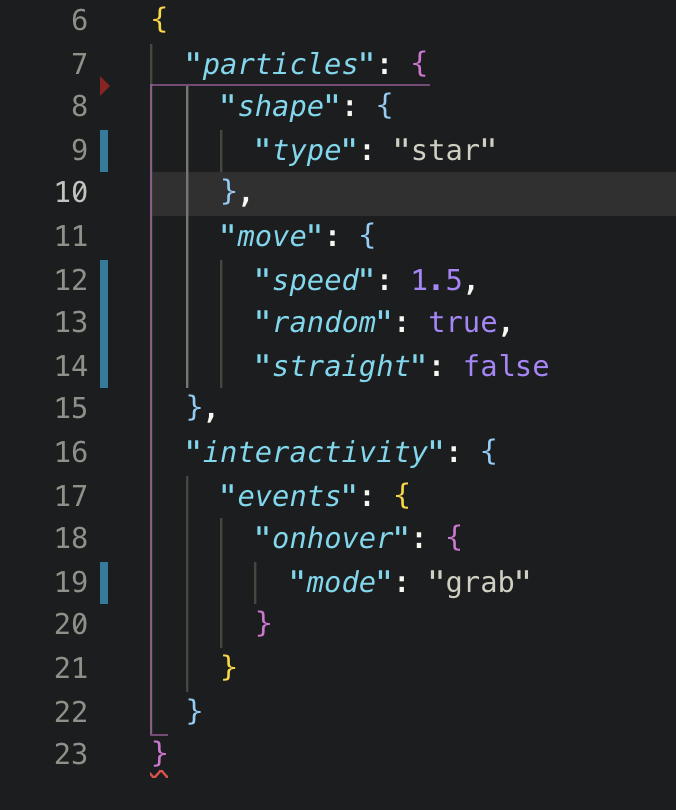 6 {
7 "particles": {
8 "shape": {
9 "type": "star"
10 },
11 "move": {
12 "speed": 1.5,
13 "random": true,
14 "straight": false
15 },
16 "interactivity": {
17 "events": {
18 "onhover": {
19 "mode": "grab"
20 }
21 }
22 }
23 }